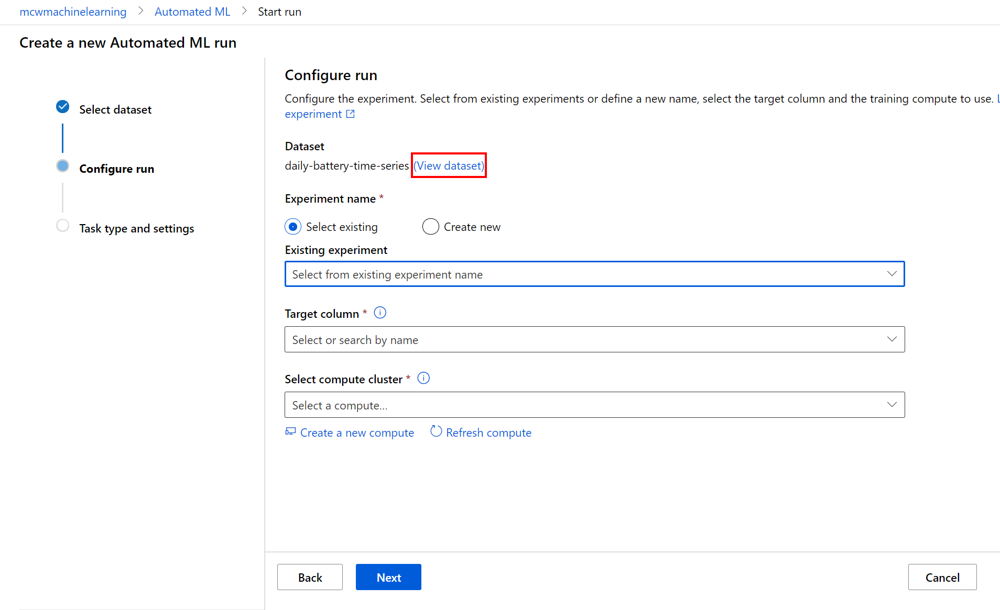 mcwmachinelearning > Automated ML > Start run
Create a new Automated ML run
Select dataset
Configure run
Task type and settings
Configure run
Configure the experiment. Select from existing experiments or define a new name, select the target column and the training compute to use.
experiment
Dataset
daily-battery-time-series (View dataset)
Experiment name *
Select existing
Create new
Existing experiment
Select from existing experiment name
Target column *
Select or search by name
Select compute cluster *
Select a compute...
Create a new compute
Refresh compute
Back
Next
Cancel